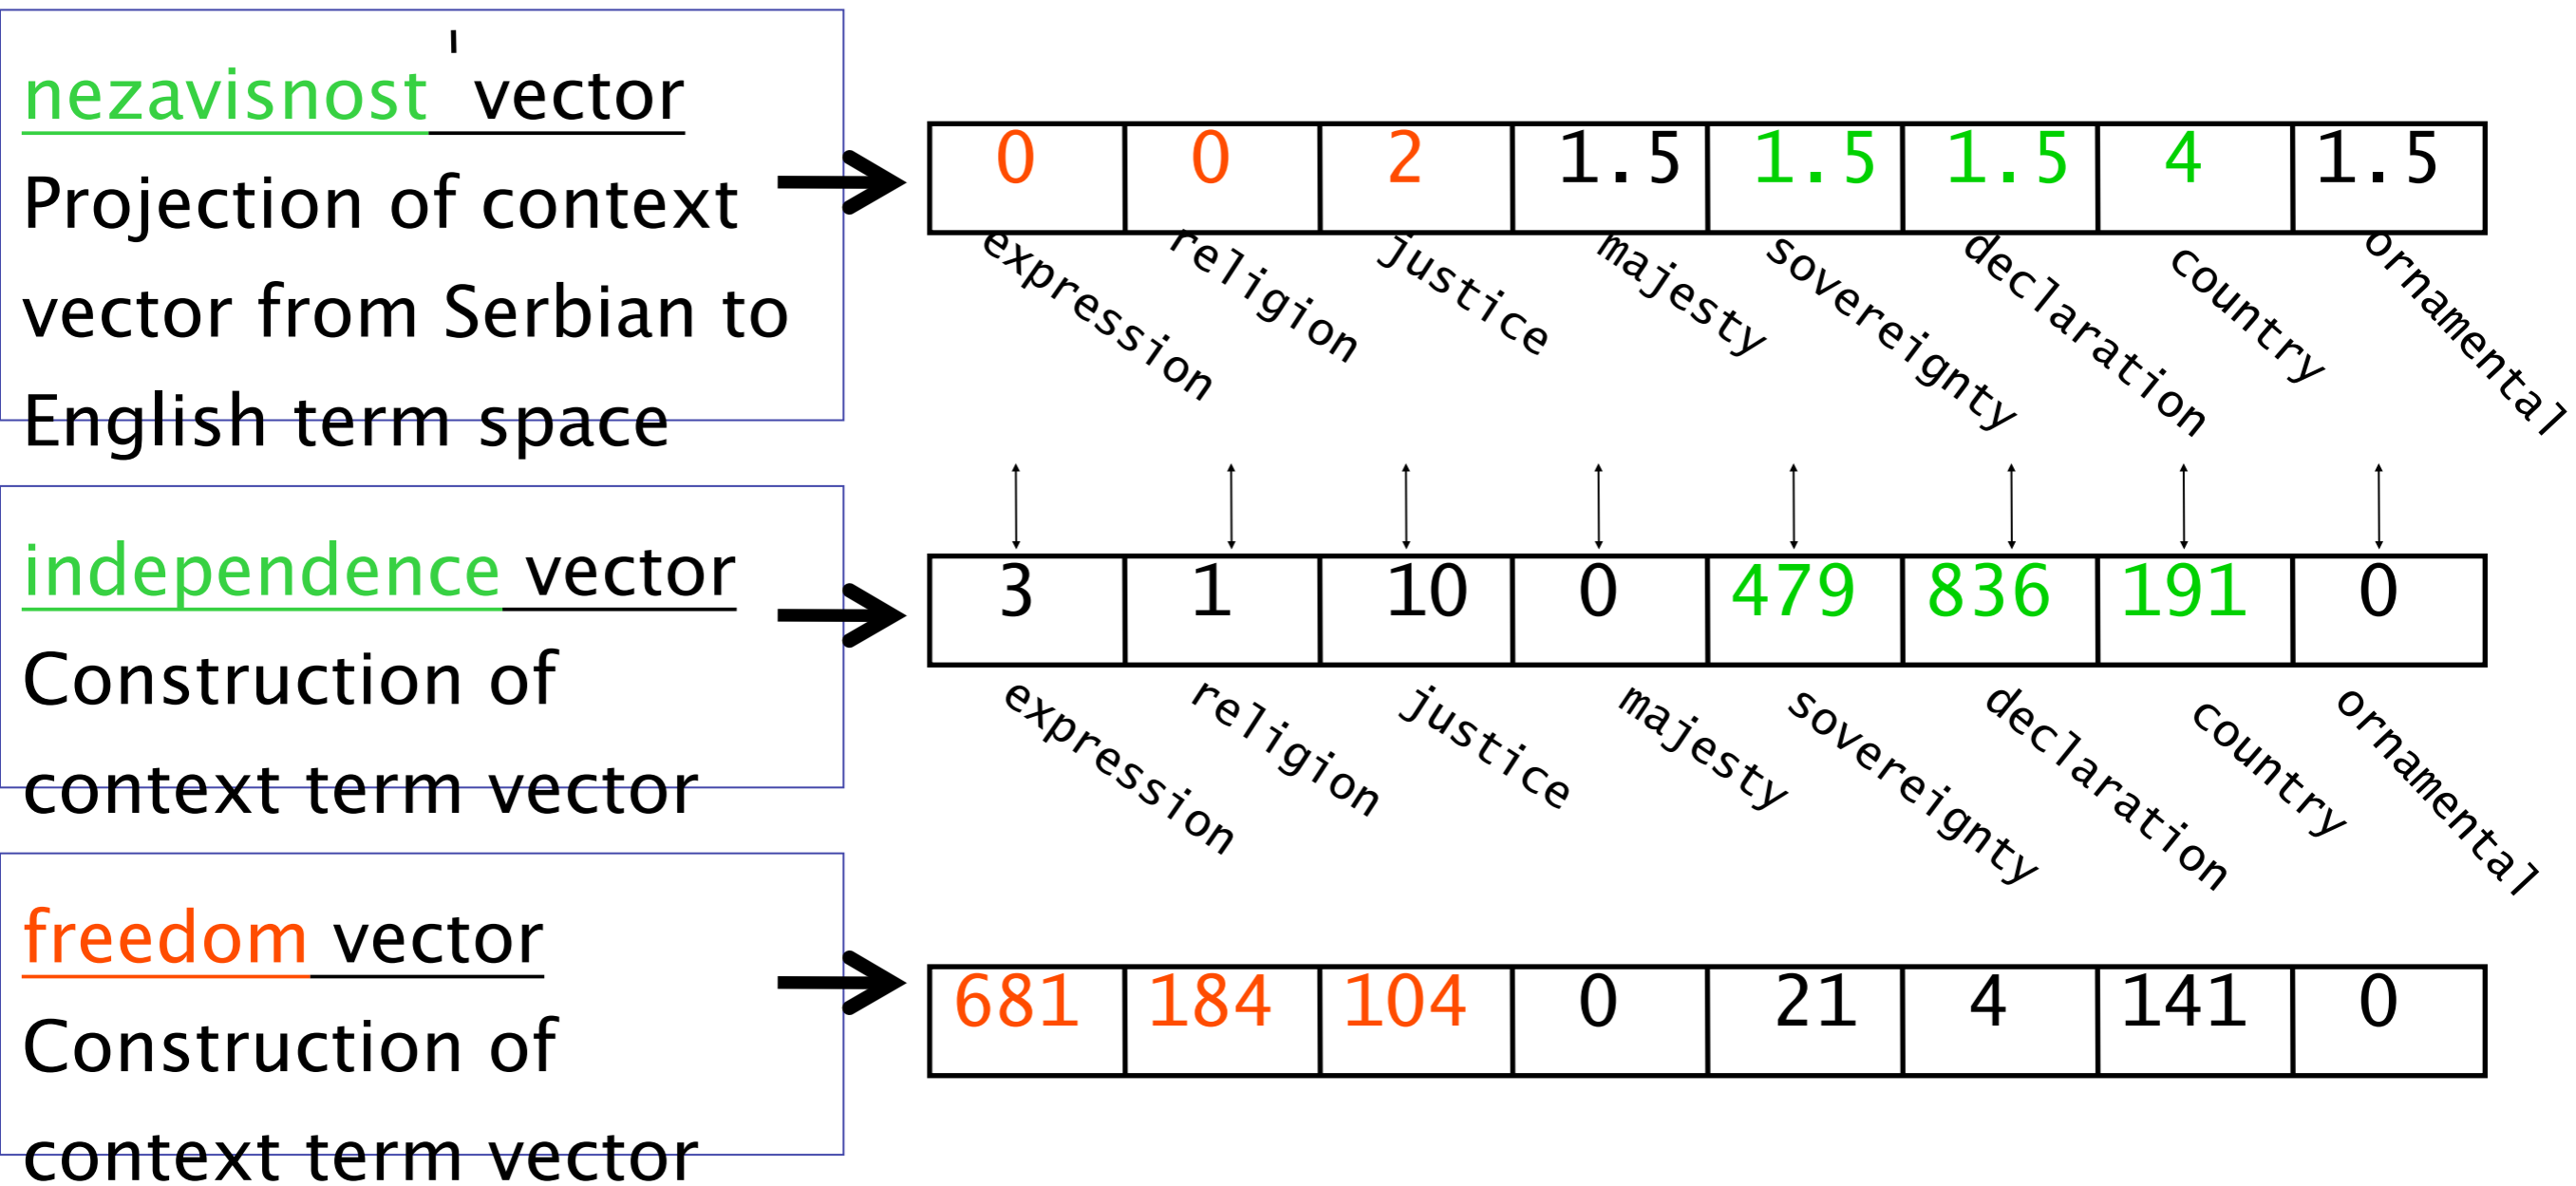 nezavisnost' vector
Projection of context
vector from Serbian to
English term space
0 0 2 1.5 1.5 1.5 4 1.5
expression religion justice majesty sovereignty declaration country ornamental
independence vector
Construction of
context term vector
3 1 10 0 479 836 191 0
expression religion justice majesty sovereignty declaration country ornamental
freedom vector
Construction of
context term vector
681 184 104 0 21 4 141 0